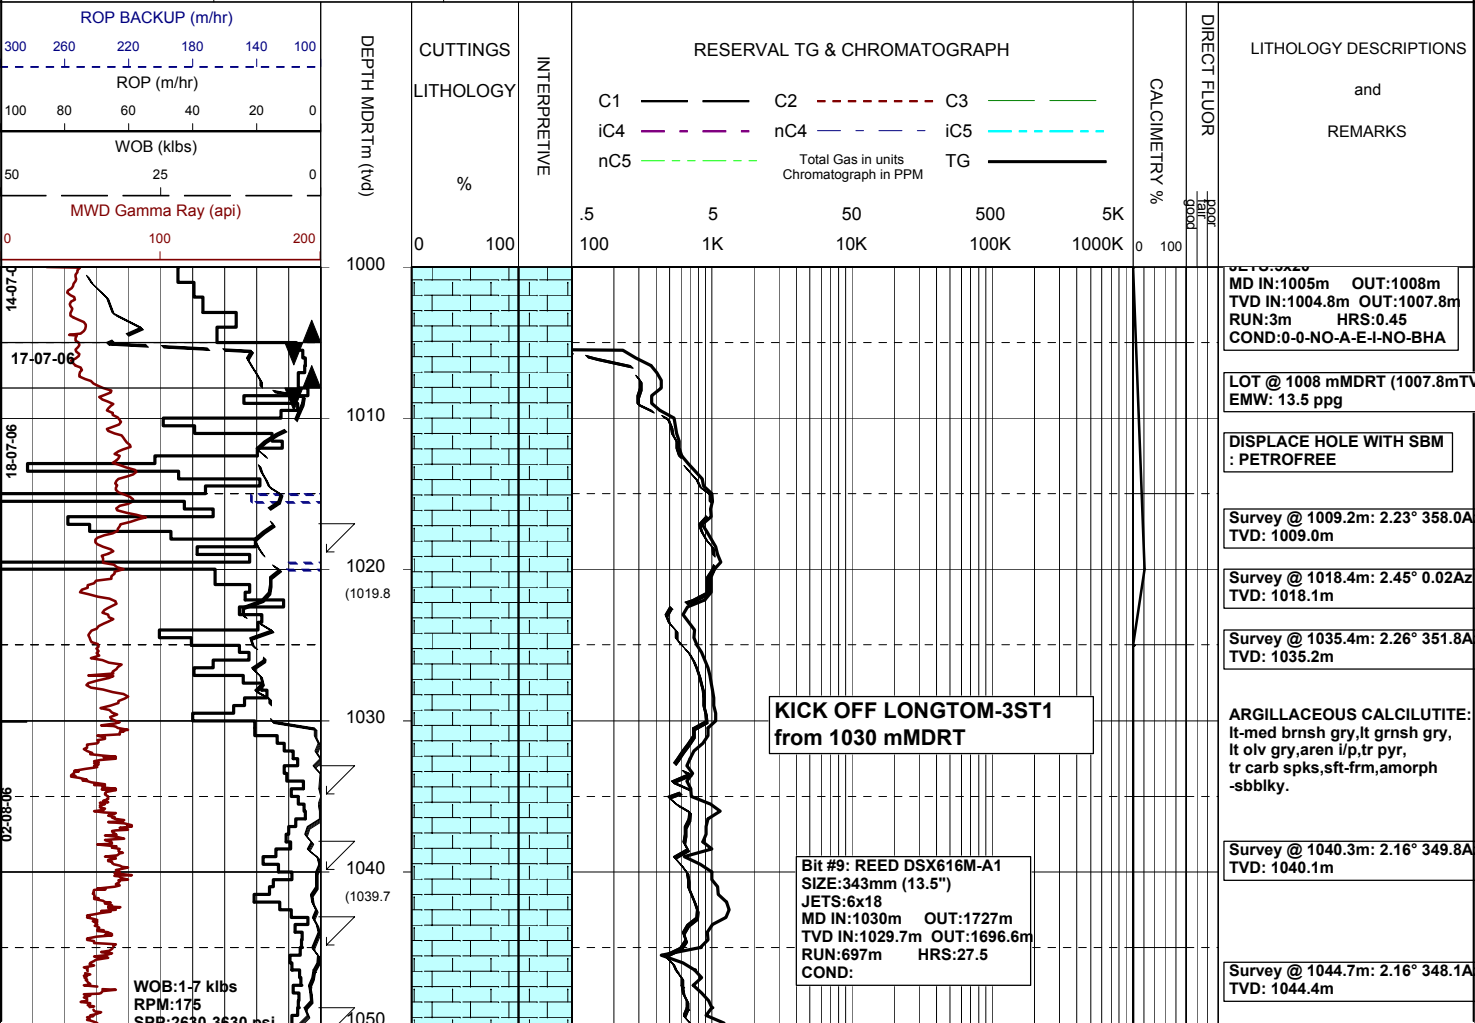 ROP BACKUP (m/hr)
300 260 220 180 140 100
ROP (m/hr)
100 80 60 40 20 0
WOB (klbs)
50 25 0
MWD Gamma Ray (api)
0 100 200
DEPTH MDRTm (tvd)
CUTTINGS
LITHOLOGY
%
0 100
INTERPRETIVE
RESERVAL TG & CHROMATOGRAPH
C1 C2 C3
iC4 nC4 iC5
nC5 Total Gas in units TG
Chromatograph in PPM
.5 5 50 500 5K
100 1K 10K 100K 1000K
CALCIMETRY %
0 100
DIRECT FLUOR
good
fair
poor
LITHOLOGY DESCRIPTIONS
and
REMARKS
14-07-0
17-07-06
18-07-06
02-08-06
1000
1010
1020
(1019.8
1030
1040
(1039.7
1050
WOB:1-7 klbs
RPM:175
SPP:2630-3630 psi
KICK OFF LONGTOM-3ST1
from 1030 mMDRT
Bit #9: REED DSX616M-A1
SIZE:343mm (13.5")
JETS:6x18
MD IN:1030m OUT:1727m
TVD IN:1029.7m OUT:1696.6m
RUN:697m HRS:27.5
COND:
JETS:3x20
MD IN:1005m OUT:1008m
TVD IN:1004.8m OUT:1007.8m
RUN:3m HRS:0.45
COND:0-0-NO-A-E-I-NO-BHA
LOT @ 1008 mMDRT (1007.8mTV
EMW: 13.5 ppg
DISPLACE HOLE WITH SBM
: PETROFREE
Survey @ 1009.2m: 2.23° 358.0A
TVD: 1009.0m
Survey @ 1018.4m: 2.45° 0.02Az
TVD: 1018.1m
Survey @ 1035.4m: 2.26° 351.8A
TVD: 1035.2m
ARGILLACEOUS CALCILUTITE:
lt-med brnsh gry,lt grnsh gry,
lt olv gry,aren i/p,tr pyr,
tr carb spks,sft-frm,amorph
-sbblky.
Survey @ 1040.3m: 2.16° 349.8A
TVD: 1040.1m
Survey @ 1044.7m: 2.16° 348.1A
TVD: 1044.4m